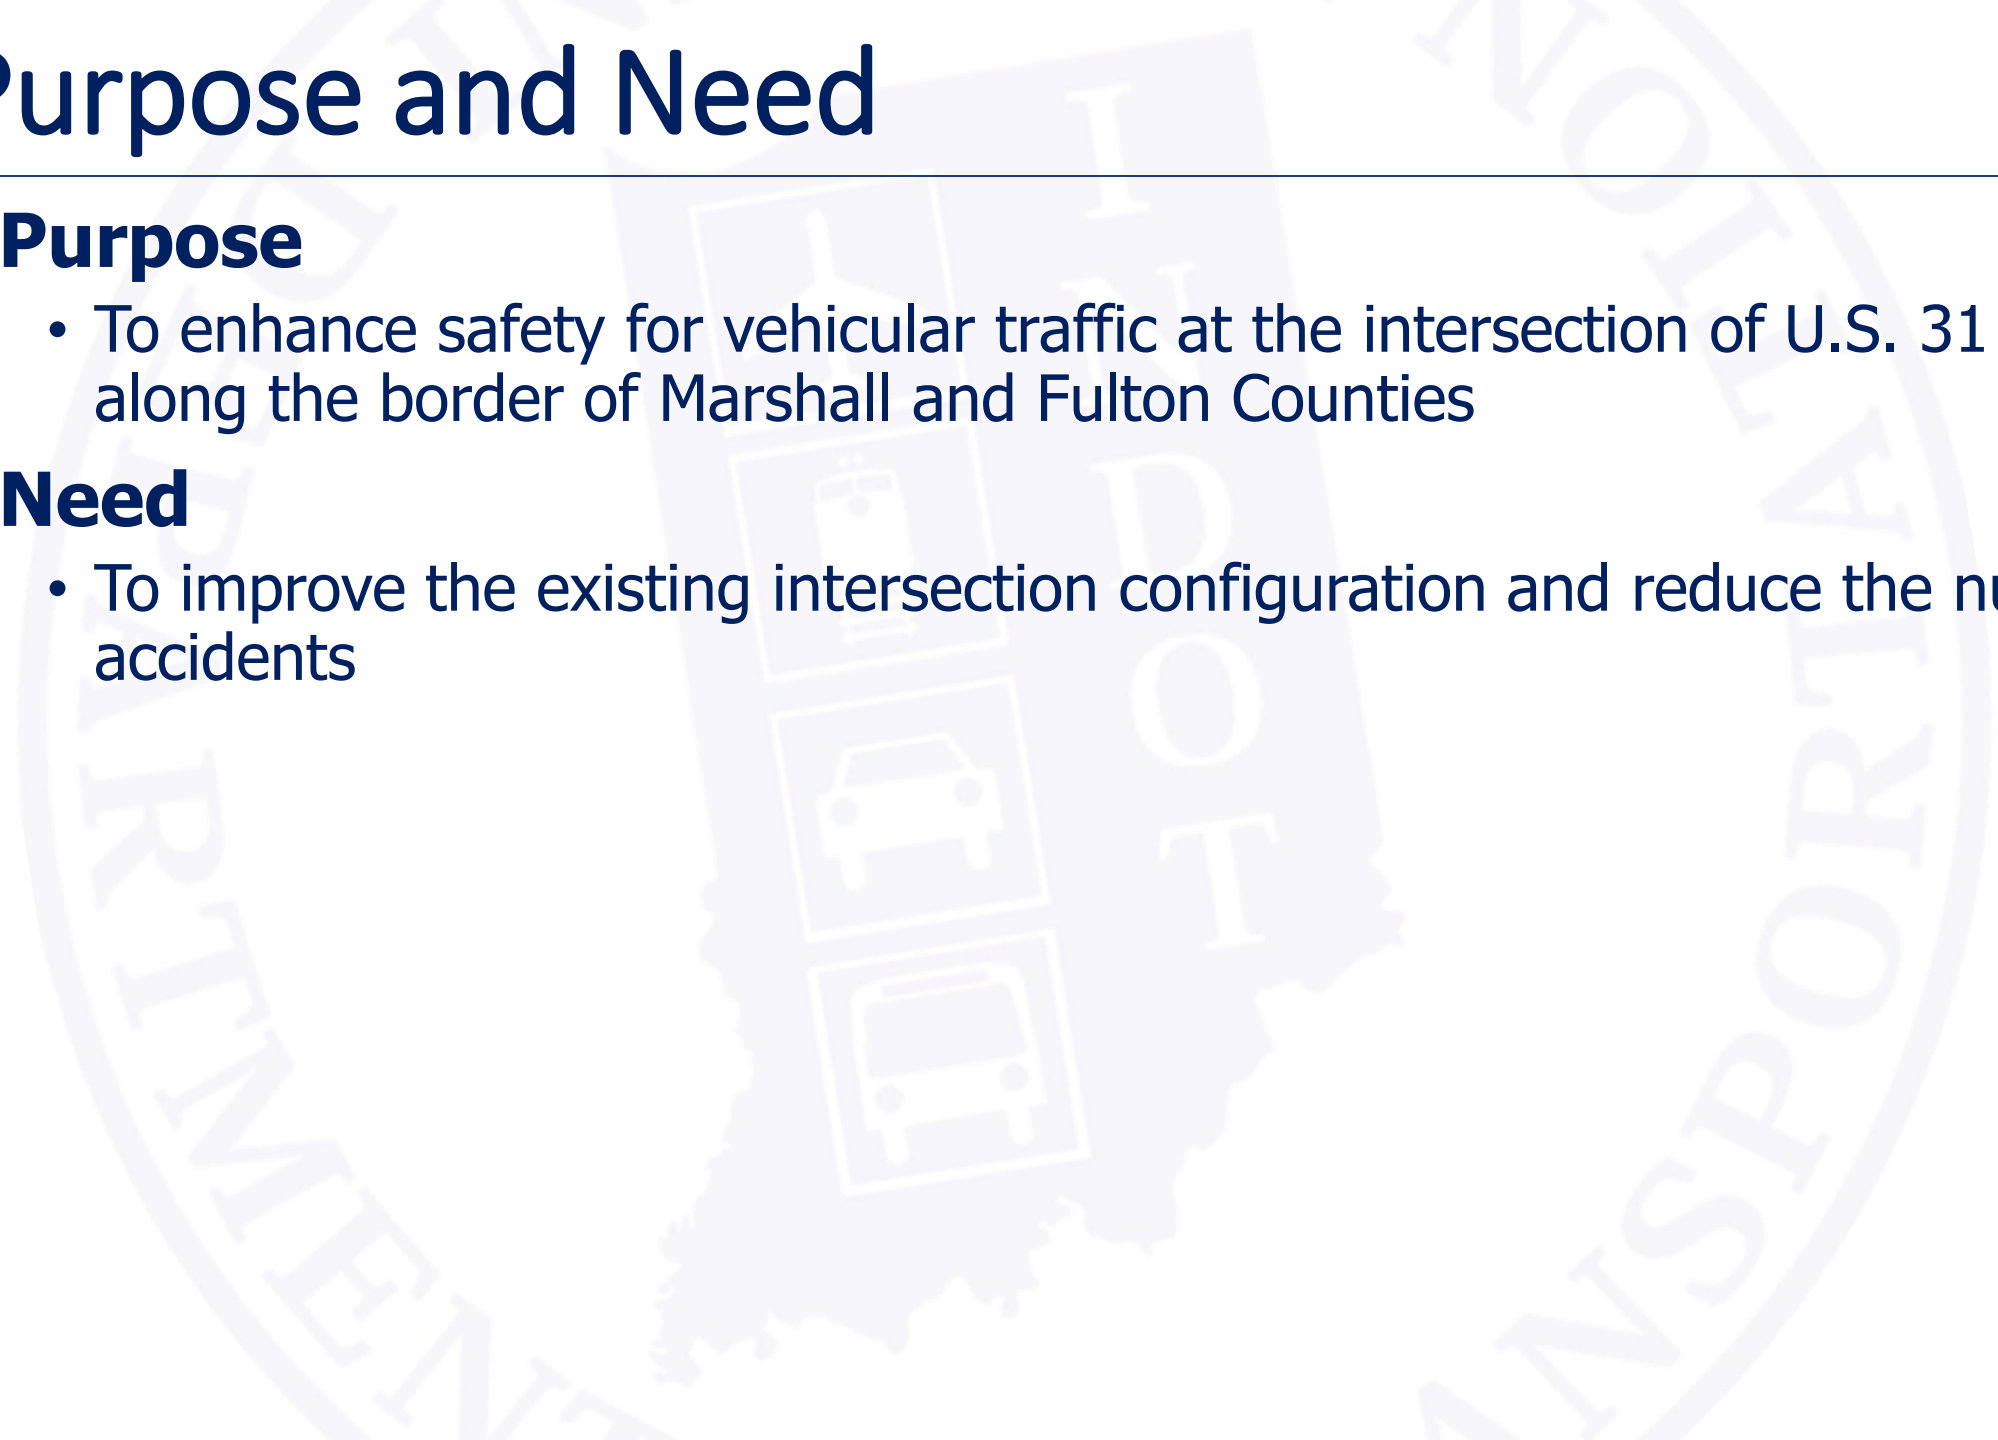 Purpose and Need
Purpose
• To enhance safety for vehicular traffic at the intersection of U.S. 31
along the border of Marshall and Fulton Counties
Need
• To improve the existing intersection configuration and reduce the
accidents
INDOT